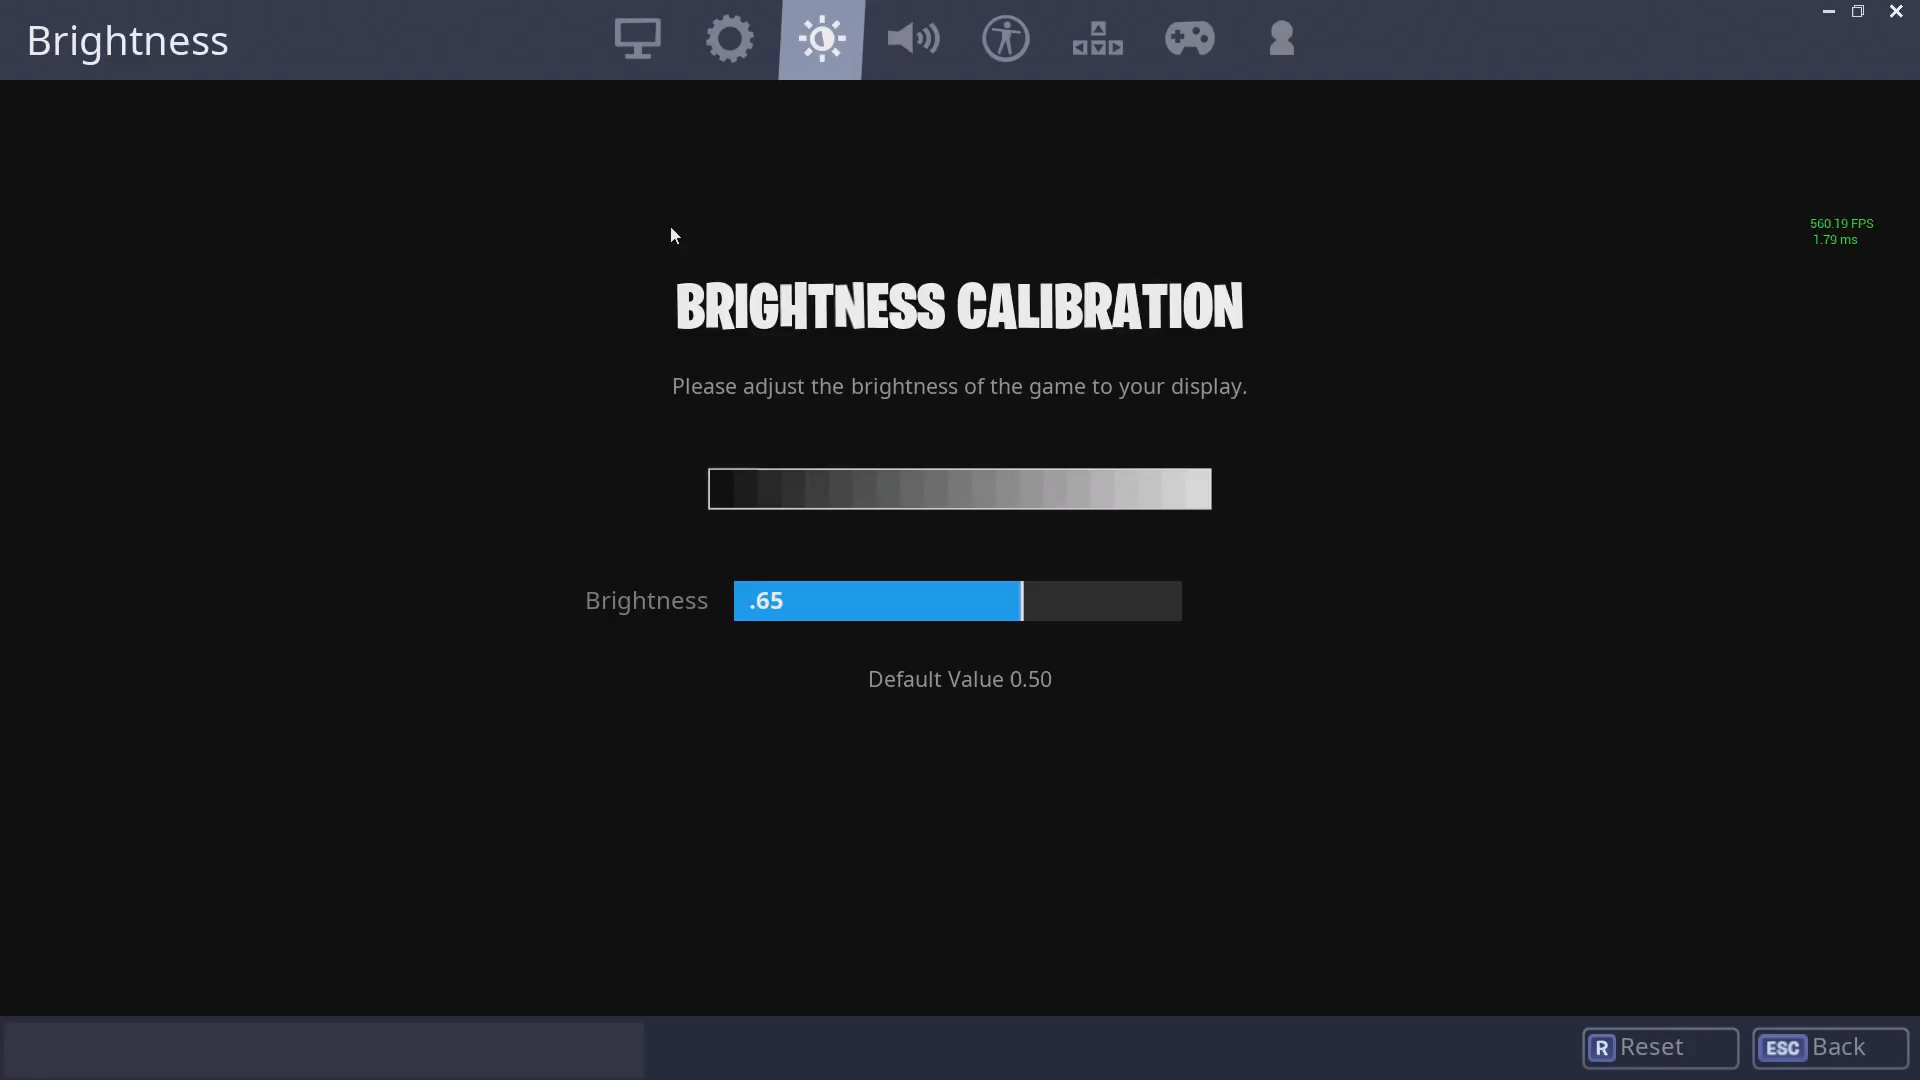 Brightness
560.19 FPS
1.79 ms
BRIGHTNESS CALIBRATION
Please adjust the brightness of the game to your display.
Brightness .65
Default Value 0.50
R Reset ESC Back